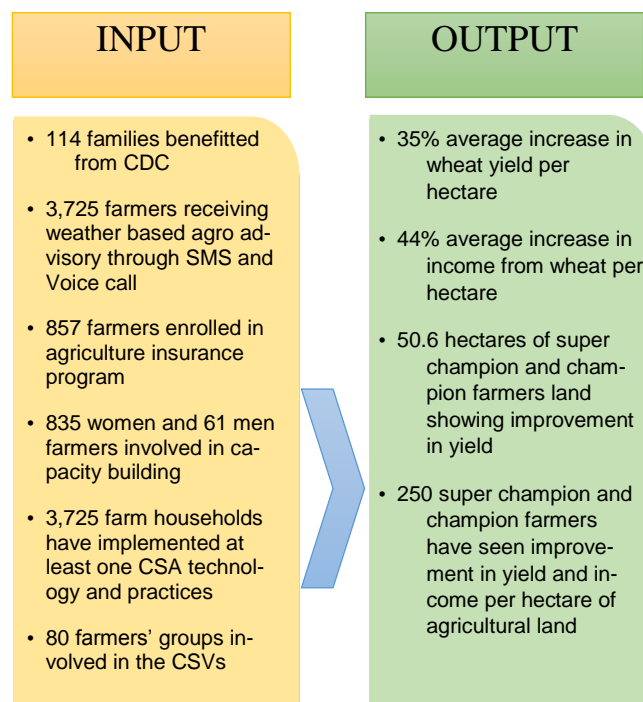 INPUT
• 114 families benefitted
from CDC
• 3,725 farmers receiving
weather based agro ad-
visory through SMS and
Voice call
• 857 farmers enrolled in
agriculture insurance
program
• 835 women and 61 men
farmers involved in ca-
pacity building
• 3,725 farm households
have implemented at
least one CSA technol-
ogy and practices
• 80 farmers’ groups in-
volved in the CSVs
OUTPUT
• 35% average increase in
wheat yield per
hectare
• 44% average increase in
income from wheat per
hectare
• 50.6 hectares of super
champion and cham-
pion farmers land
showing improvement
in yield
• 250 super champion and
champion farmers
have seen improve-
ment in yield and in-
come per hectare of
agricultural land